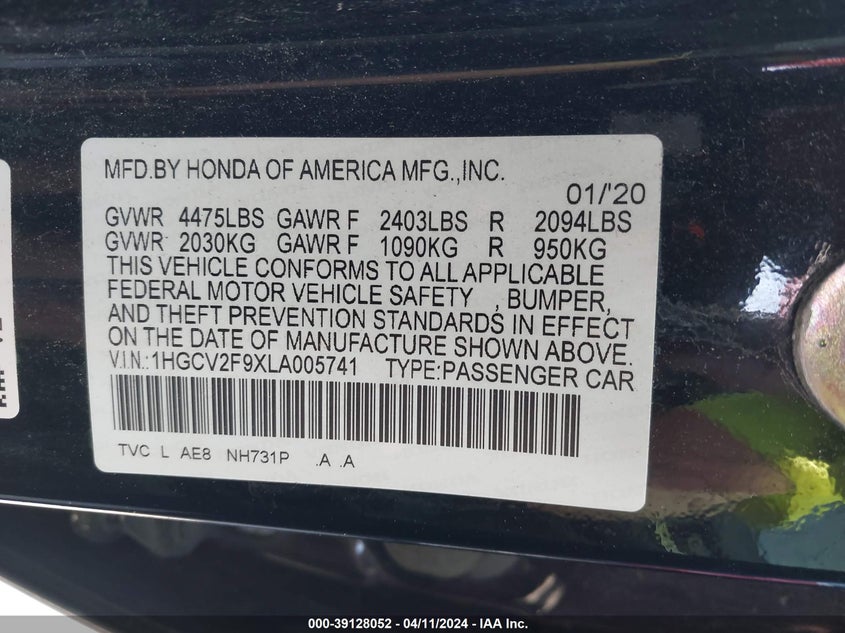 MFD.BY HONDA OF AMERICA MFG.,INC.
01/'20
GVWR 4475LBS GAWR F 2403LBS R 2094LBS
GVWR 2030KG GAWR F 1090KG R 950KG
THIS VEHICLE CONFORMS TO ALL APPLICABLE
FEDERAL MOTOR VEHICLE SAFETY , BUMPER,
AND THEFT PREVENTION STANDARDS IN EFFECT
ON THE DATE OF MANUFACTURE SHOWN ABOVE.
V.I.N.:1HGCV2F9XLA005741 TYPE:PASSENGER CAR
TVC L AE8 NH731P .A .A
000-39128052 - 04/11/2024 - IAA Inc.